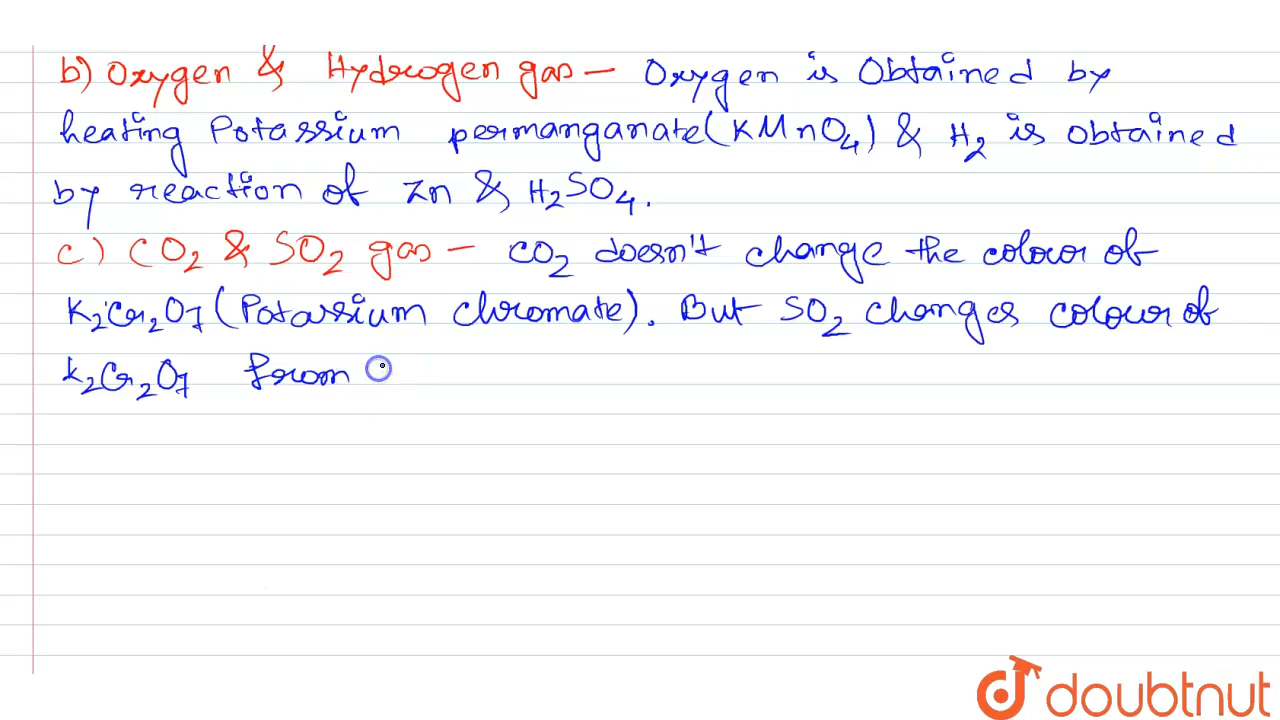 b) Oxygen & Hydrogen gas – Oxygen is Obtained by
heating Potassium permanganate (KMnO4) & H2 is obtained
by reaction of Zn & H2SO4.
c) CO2 & SO2 gas – CO2 doesn't change the colour of
K2Cr2O7 (Potassium chromate). But SO2 changes colour of
K2Cr2O7 from
doubtnut